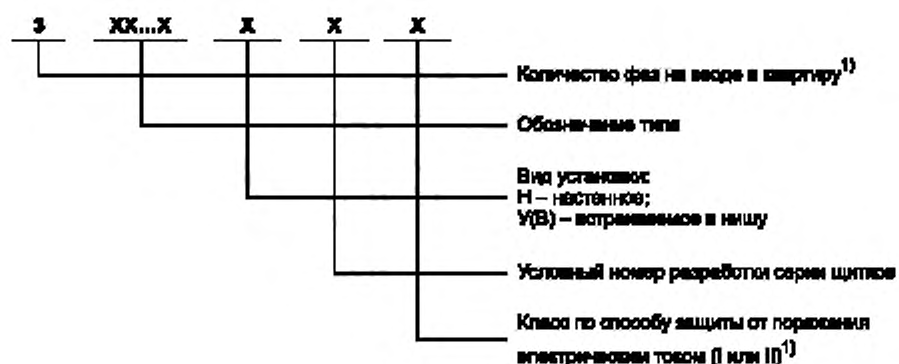 3 XX...X X X X
Количество фаз на вводе в квартиру1)
Обозначение типа
Вид установки:
Н – настенное;
У(В) – встраиваемое в нишу
Условный номер разработки серии щитков
Класс по способу защиты от поражения
электрическим током (I или II)1)